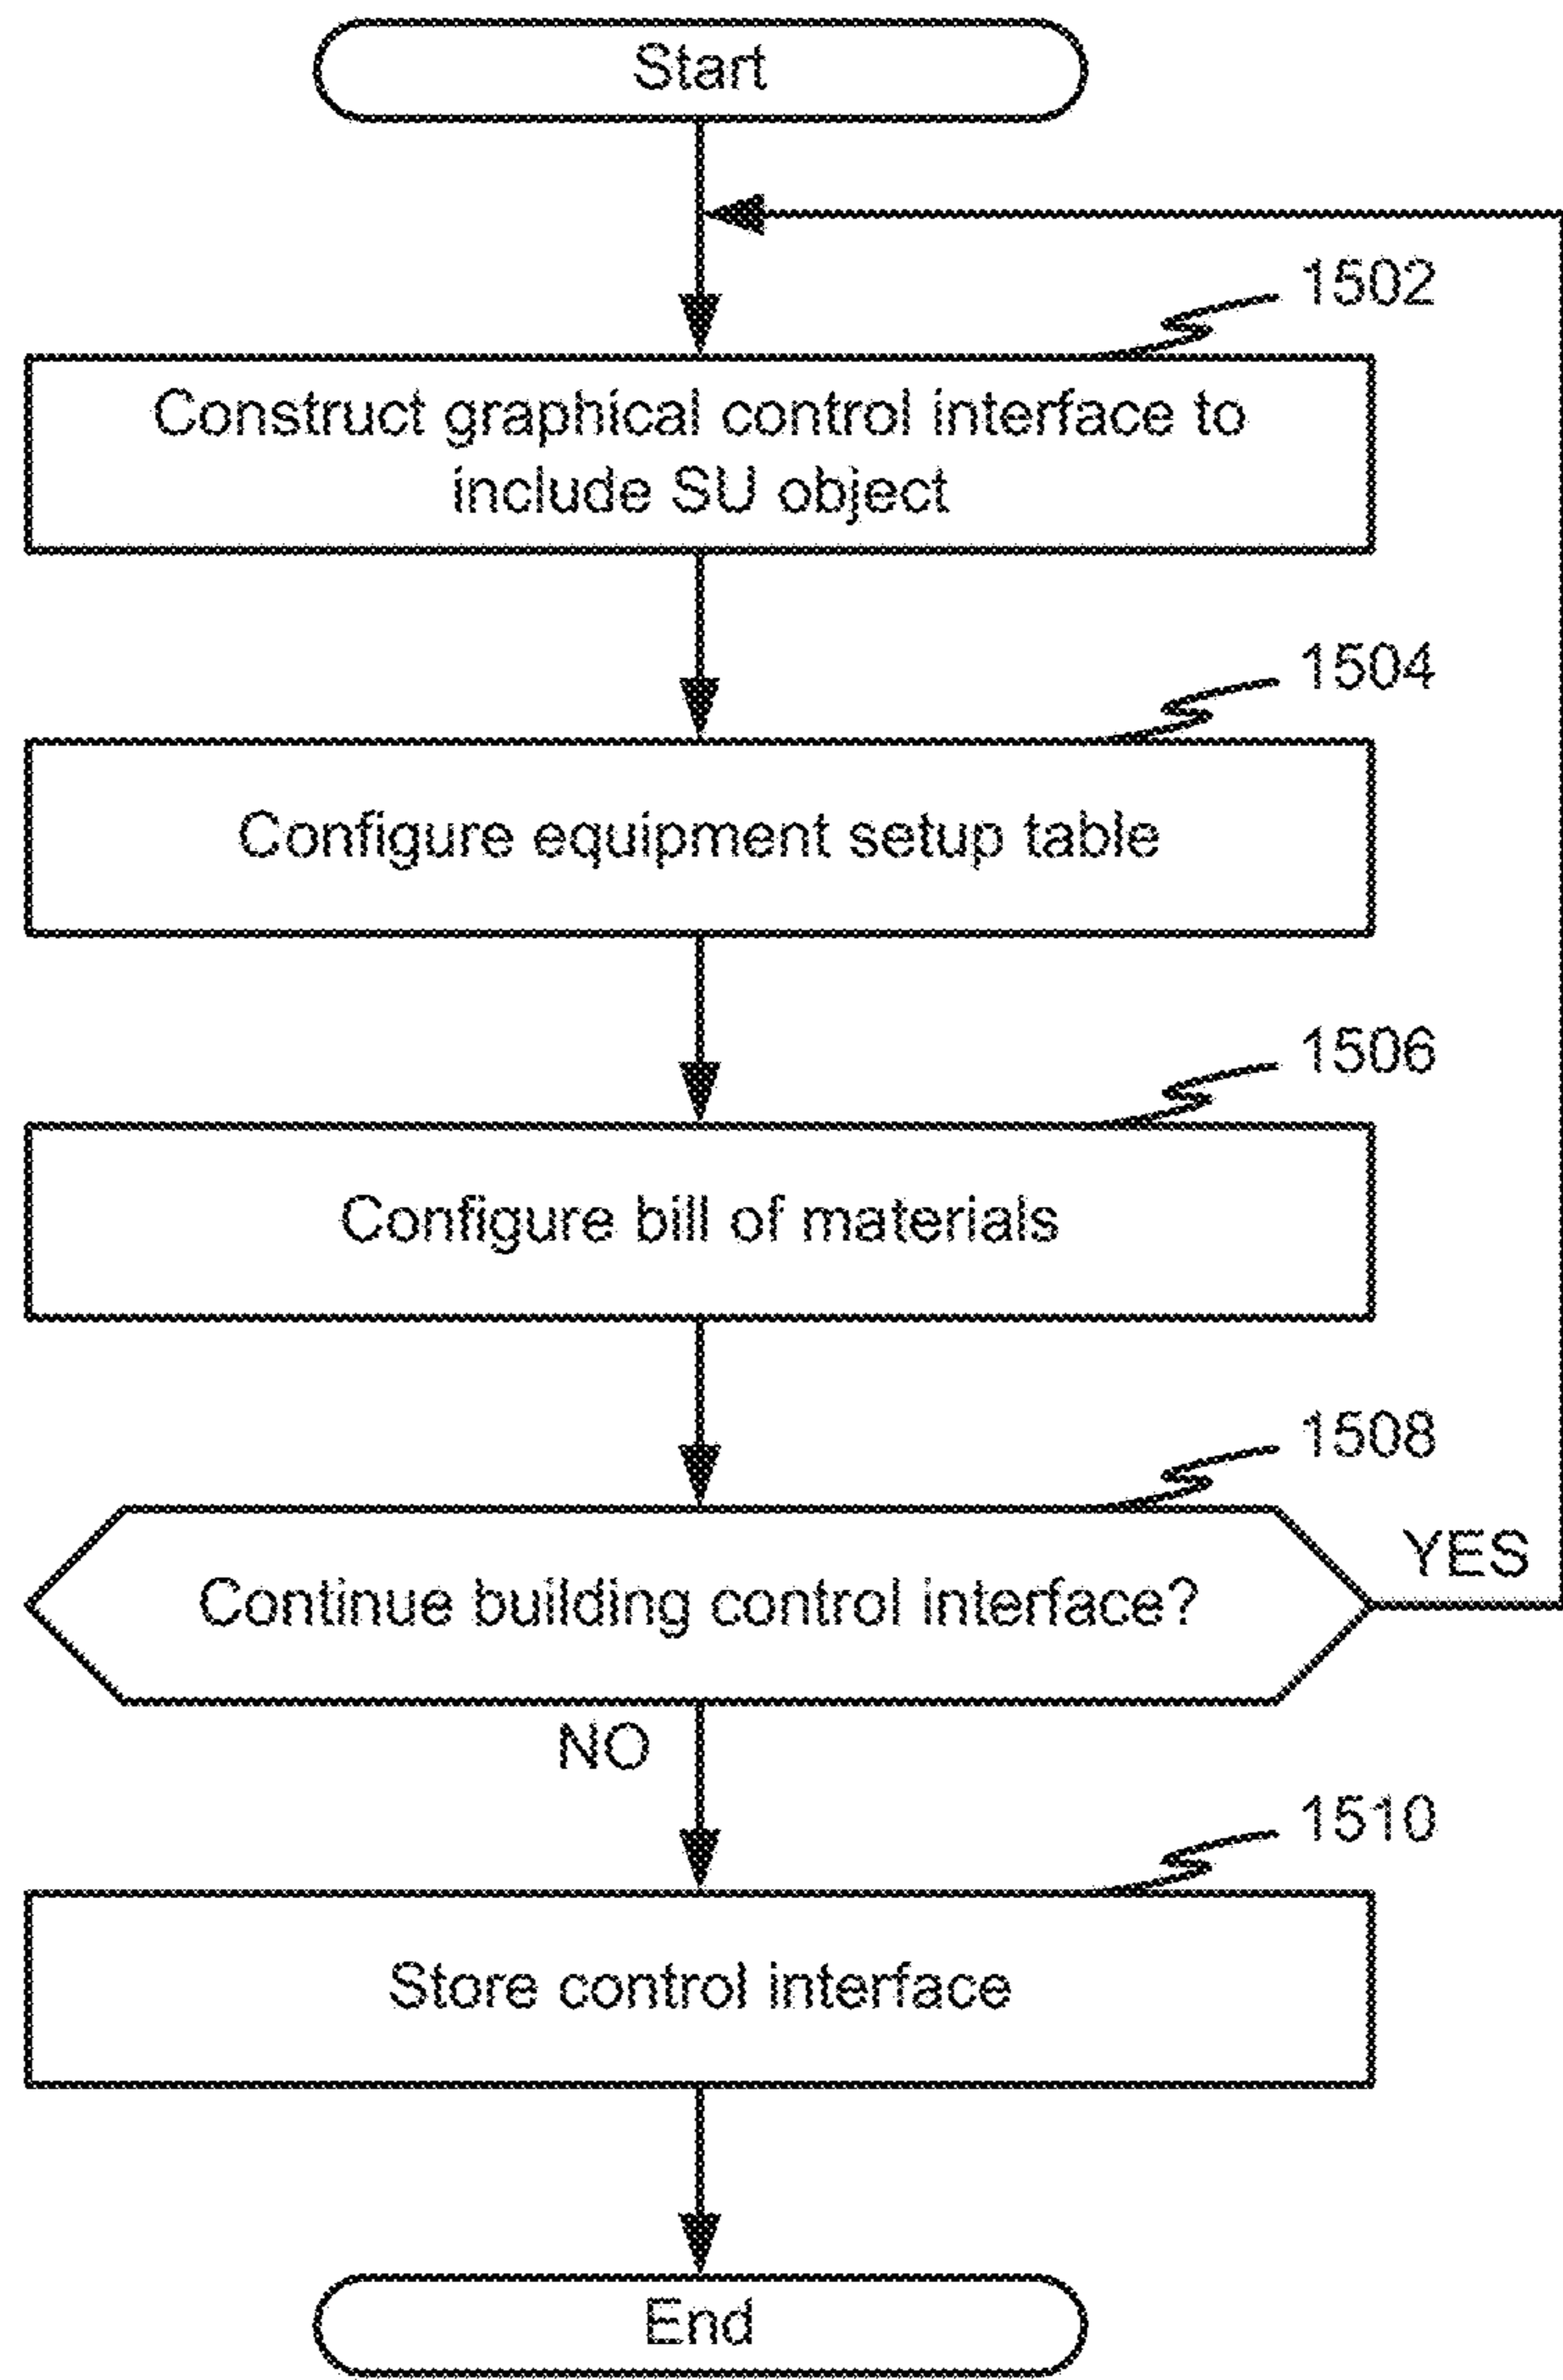 Start
1502
Construct graphical control interface to
include SU object
1504
Configure equipment setup table
1506
Configure bill of materials
1508
Continue building control interface?
YES
NO
1510
Store control interface
End